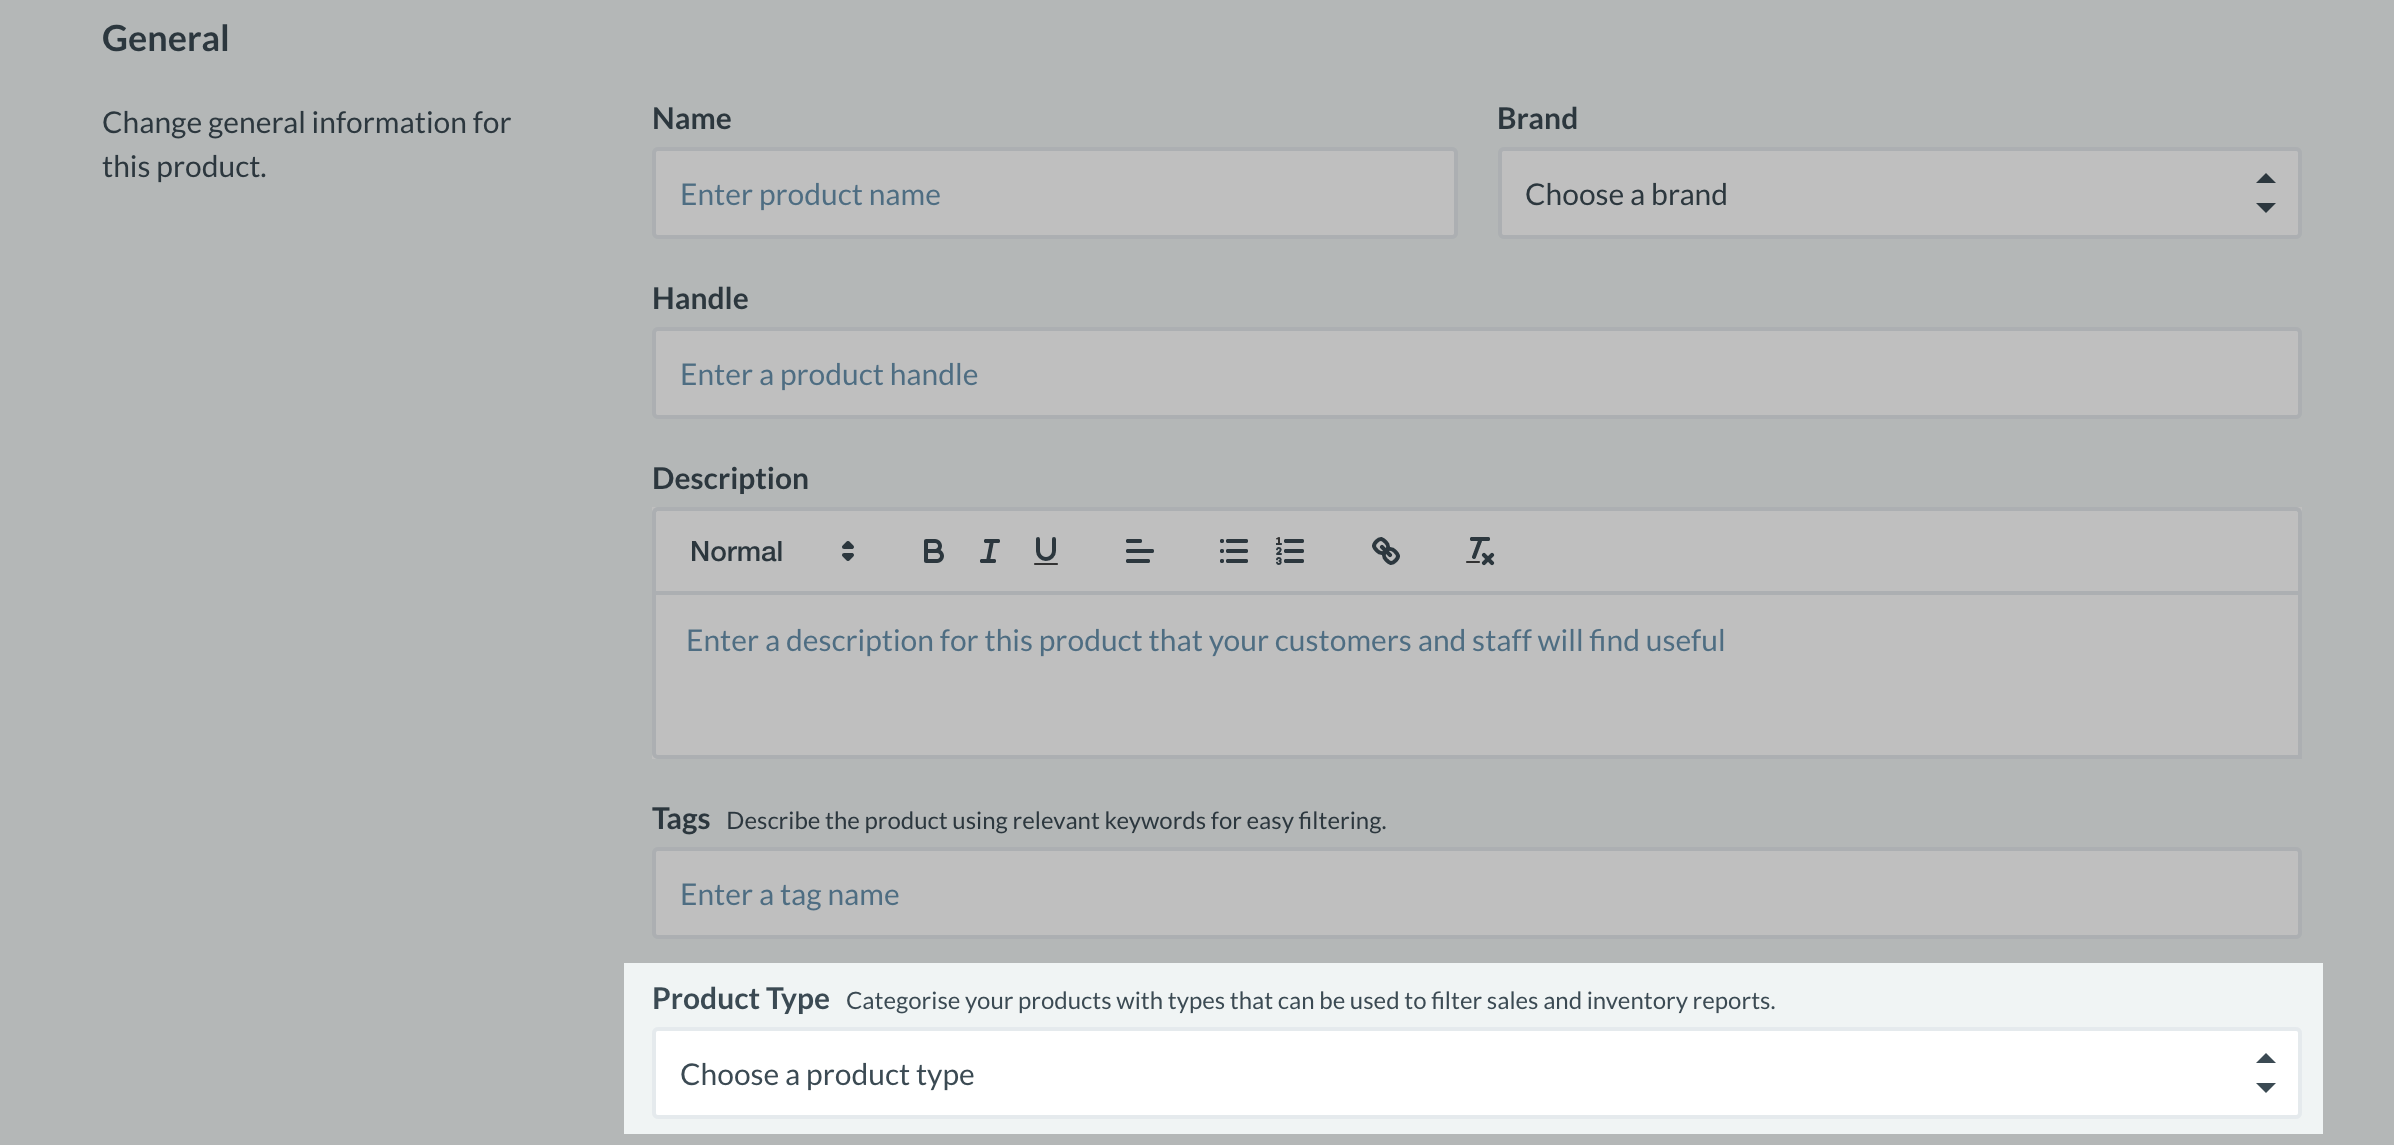 General
Change general information for
this product.
Name
Enter product name
Brand
Choose a brand
Handle
Enter a product handle
Description
Normal
Enter a description for this product that your customers and staff will find useful
Tags Describe the product using relevant keywords for easy filtering.
Enter a tag name
Product Type Categorise your products with types that can be used to filter sales and inventory reports.
Choose a product type